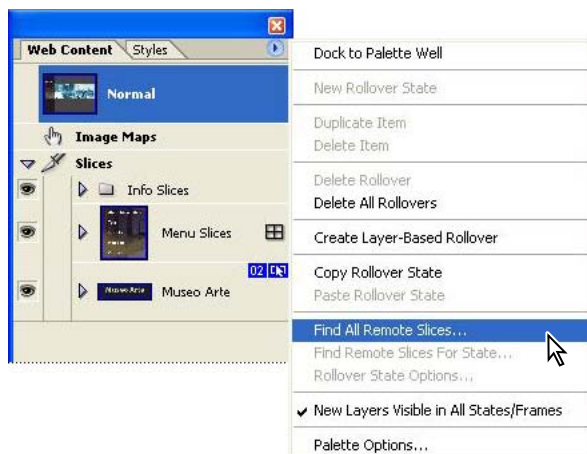 Web Content
Styles
Normal
Image Maps
Slices
Info Slices
Menu Slices
02
Museo Arte
Museo Arte
Dock to Palette Well
New Rollover State
Duplicate Item
Delete Item
Delete Rollover
Delete All Rollovers
Create Layer-Based Rollover
Copy Rollover State
Paste Rollover State
Find All Remote Slices...
Find Remote Slices For State...
Rollover State Options...
New Layers Visible in All States/Frames
Palette Options...